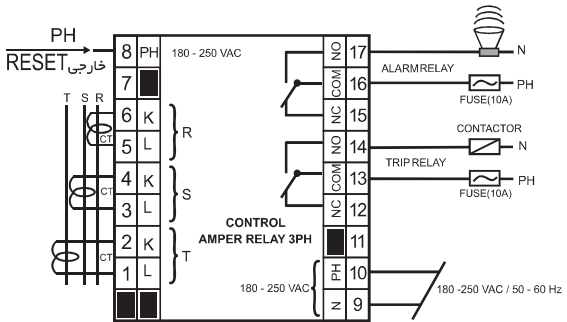 PH
RESET خارجی
T S R
CT
CT
CT
8 PH
7
6 K
5 L
4 K
3 L
2 K
1 L
R
S
T
180 - 250 VAC
CONTROL
AMPER RELAY 3PH
180 - 250 VAC
NO 17
COM 16
NC 15
NO 14
COM 13
NC 12
11
PH 10
N 9
N
ALARM RELAY
PH
FUSE(10A)
CONTACTOR
N
TRIP RELAY
PH
FUSE(10A)
180 -250 VAC / 50 - 60 Hz